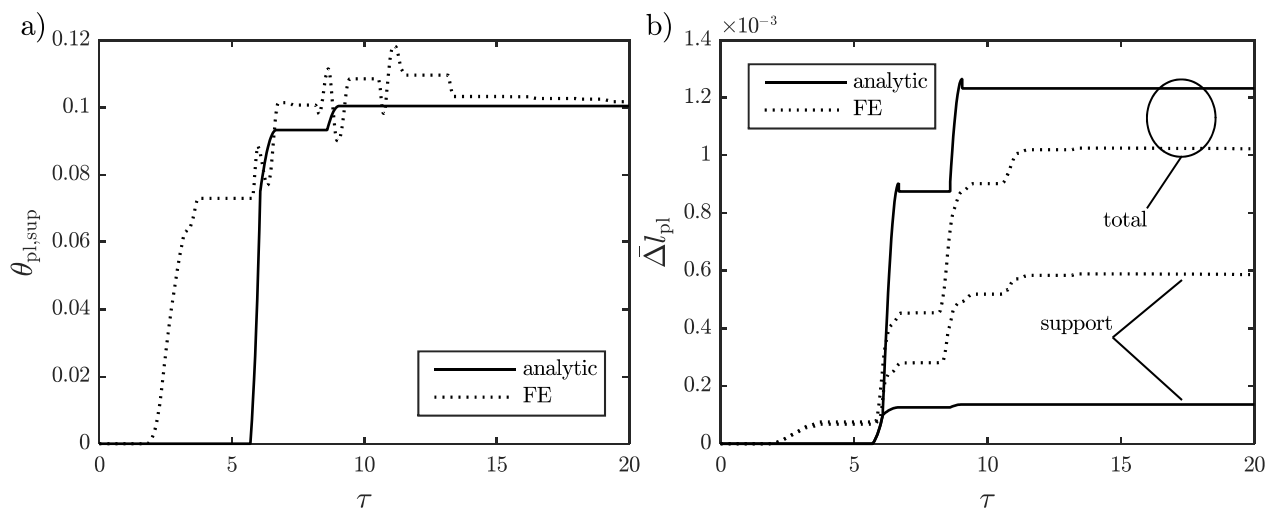 a)
0.12
0.1
0.08
0.06
0.04
0.02
0
θpl,sup
analytic
FE
0 5 10 15 20
τ
b)
×10⁻³
1.4
1.2
1
0.8
0.6
0.4
0.2
0
Δ̄lpl
analytic
FE
total
support
0 5 10 15 20
τ